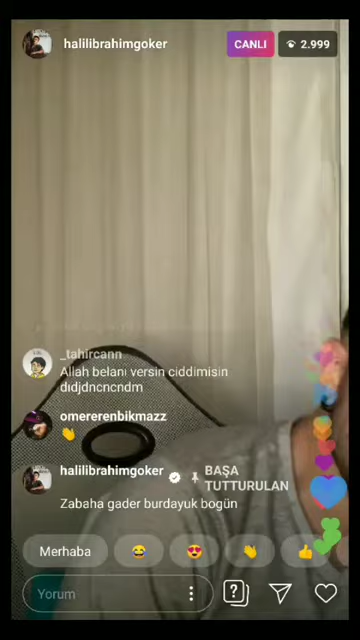 halilibrahimgoker
CANLI
2.999
_tahircann
Allah belanı versin ciddimisin
didjdncncndm
omererenbikmazz
👏
halilibrahimgoker BAŞA
TUTTURULAN
Zabaha gader burdayuk bogün
Merhaba 😂 😍 👏 👍
Yorum